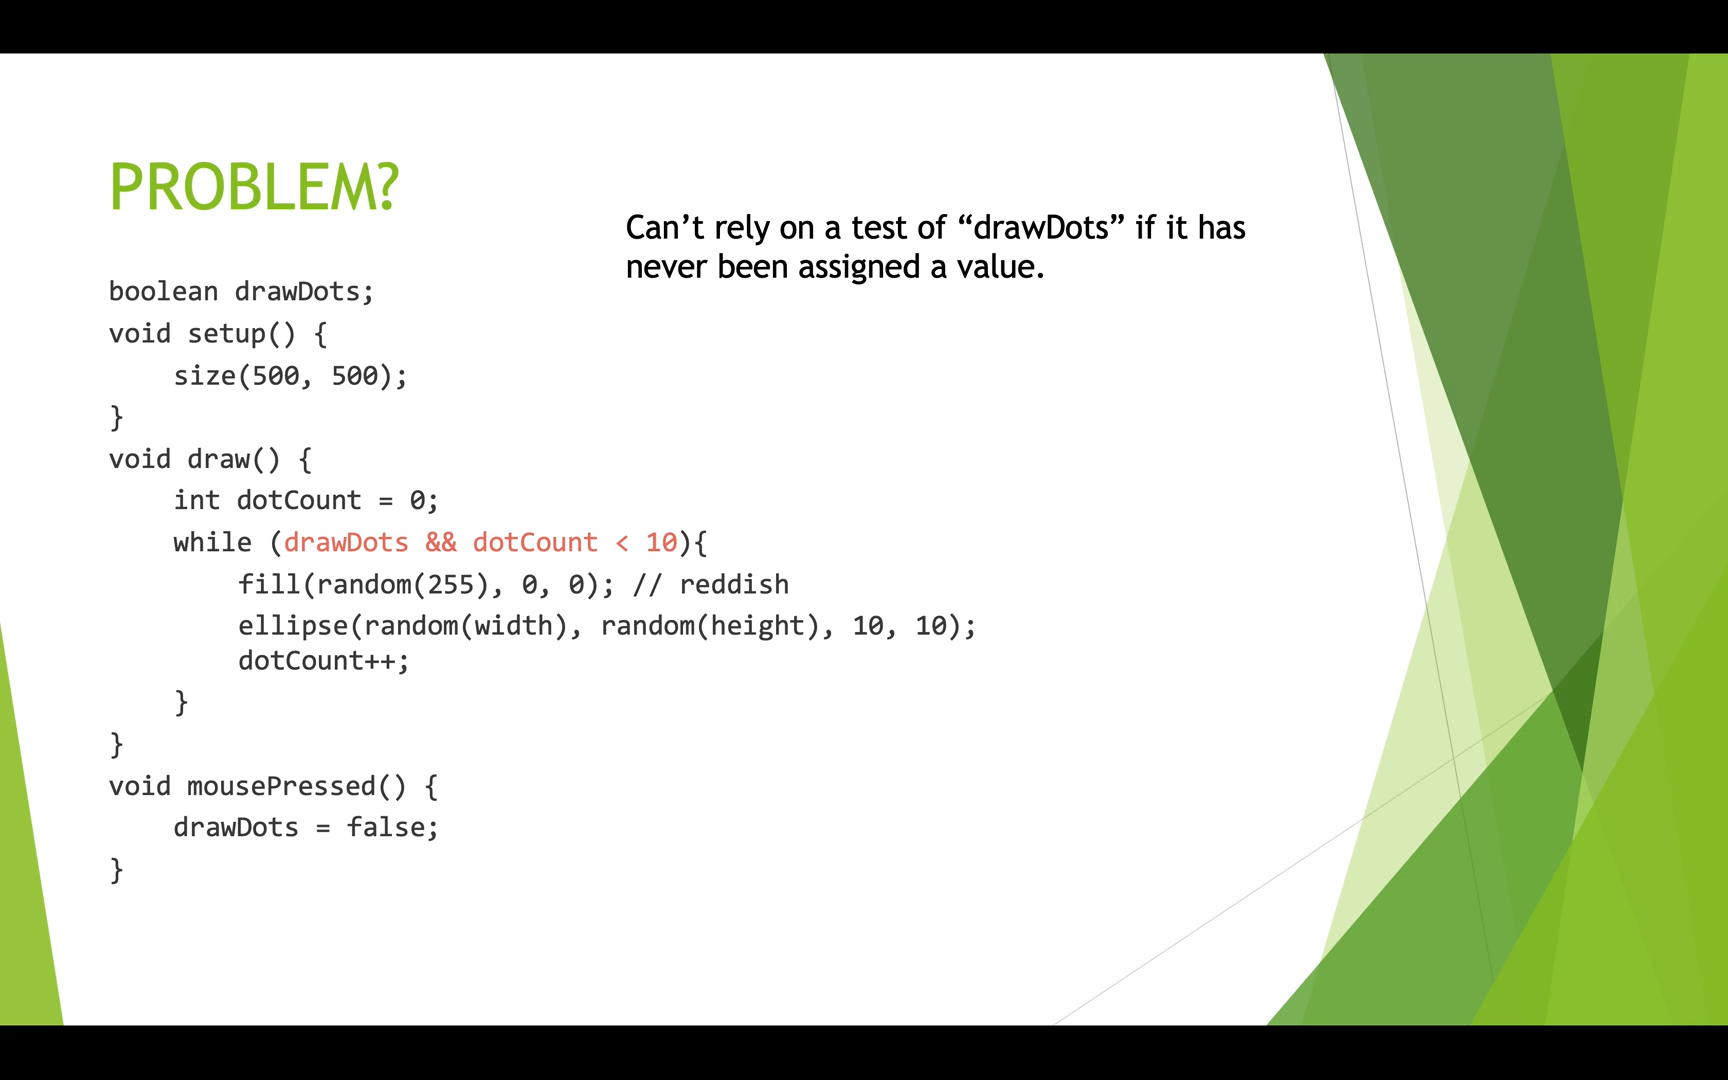 PROBLEM?
Can’t rely on a test of “drawDots” if it has
never been assigned a value.
boolean drawDots;
void setup() {
    size(500, 500);
}
void draw() {
    int dotCount = 0;
    while (drawDots && dotCount < 10){
        fill(random(255), 0, 0); // reddish
        ellipse(random(width), random(height), 10, 10);
        dotCount++;
    }
}
void mousePressed() {
    drawDots = false;
}